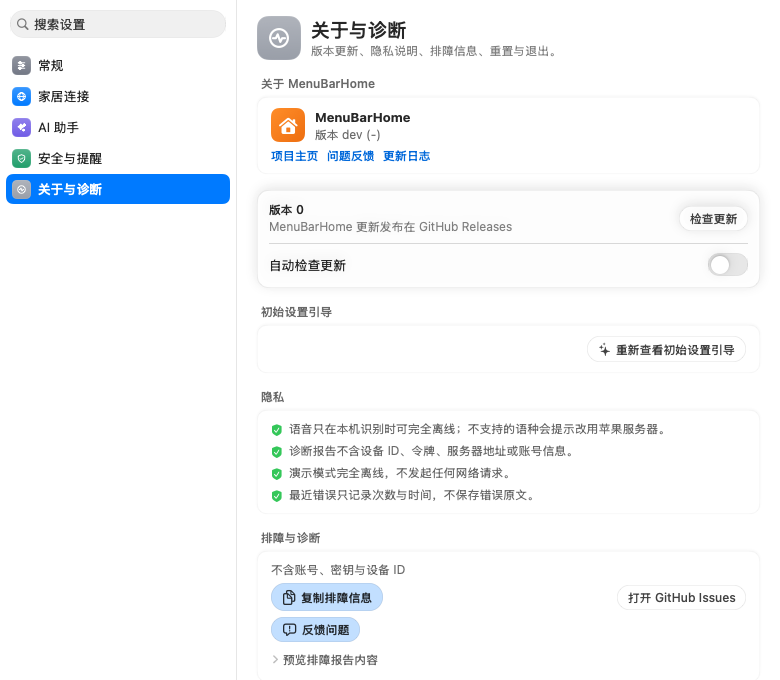 搜索设置
常规
家居连接
AI 助手
安全与提醒
关于与诊断
关于与诊断
版本更新、隐私说明、排障信息、重置与退出。
关于 MenuBarHome
MenuBarHome
版本 dev (-)
项目主页 问题反馈 更新日志
版本 0
MenuBarHome 更新发布在 GitHub Releases
检查更新
自动检查更新
初始设置引导
重新查看初始设置引导
隐私
语音只在本机识别时可完全离线；不支持的语种会提示改用苹果服务器。
诊断报告不含设备 ID、令牌、服务器地址或账号信息。
演示模式完全离线，不发起任何网络请求。
最近错误只记录次数与时间，不保存错误原文。
排障与诊断
不含账号、密钥与设备 ID
复制排障信息
打开 GitHub Issues
反馈问题
预览排障报告内容